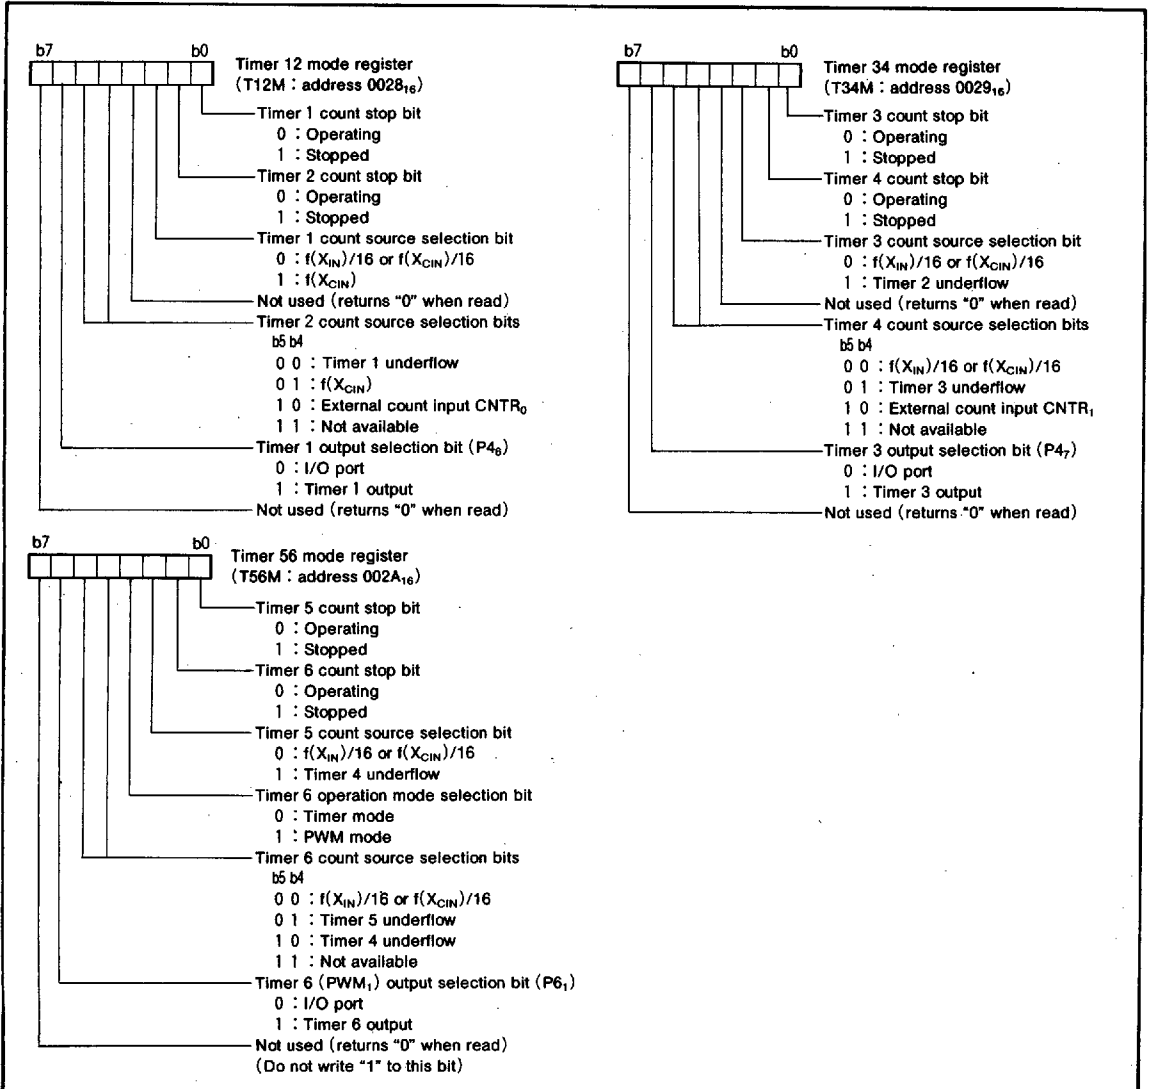 b7 b0
Timer 12 mode register
(T12M : address 0028₁₆)
Timer 1 count stop bit
0 : Operating
1 : Stopped
Timer 2 count stop bit
0 : Operating
1 : Stopped
Timer 1 count source selection bit
0 : f(X_IN)/16 or f(X_CIN)/16
1 : f(X_CIN)
Not used (returns "0" when read)
Timer 2 count source selection bits
b5 b4
0 0 : Timer 1 underflow
0 1 : f(X_CIN)
1 0 : External count input CNTR₀
1 1 : Not available
Timer 1 output selection bit (P4₆)
0 : I/O port
1 : Timer 1 output
Not used (returns "0" when read)
b7 b0
Timer 34 mode register
(T34M : address 0029₁₆)
Timer 3 count stop bit
0 : Operating
1 : Stopped
Timer 4 count stop bit
0 : Operating
1 : Stopped
Timer 3 count source selection bit
0 : f(X_IN)/16 or f(X_CIN)/16
1 : Timer 2 underflow
Not used (returns "0" when read)
Timer 4 count source selection bits
b5 b4
0 0 : f(X_IN)/16 or f(X_CIN)/16
0 1 : Timer 3 underflow
1 0 : External count input CNTR₁
1 1 : Not available
Timer 3 output selection bit (P4₇)
0 : I/O port
1 : Timer 3 output
Not used (returns "0" when read)
b7 b0
Timer 56 mode register
(T56M : address 002A₁₆)
Timer 5 count stop bit
0 : Operating
1 : Stopped
Timer 6 count stop bit
0 : Operating
1 : Stopped
Timer 5 count source selection bit
0 : f(X_IN)/16 or f(X_CIN)/16
1 : Timer 4 underflow
Timer 6 operation mode selection bit
0 : Timer mode
1 : PWM mode
Timer 6 count source selection bits
b5 b4
0 0 : f(X_IN)/16 or f(X_CIN)/16
0 1 : Timer 5 underflow
1 0 : Timer 4 underflow
1 1 : Not available
Timer 6 (PWM₁) output selection bit (P6₁)
0 : I/O port
1 : Timer 6 output
Not used (returns "0" when read)
(Do not write "1" to this bit)